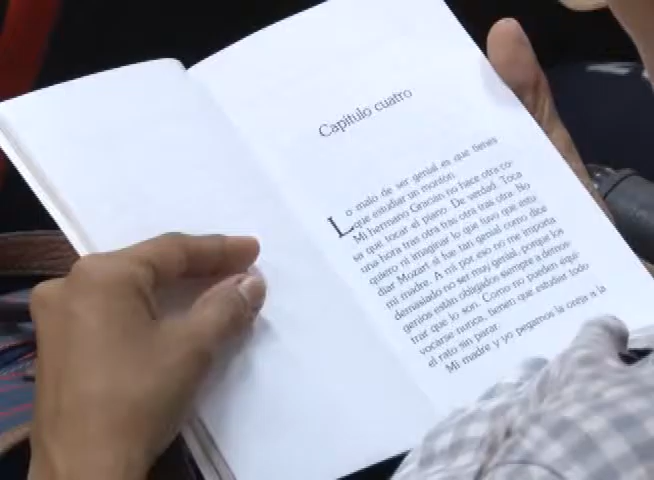 Capítulo cuatro
Lo malo de ser genial es que tienes
que estudiar un montón.
Mi hermano Gracián no hace otra co-
sa que tocar el piano. De verdad. Toca
una hora tras otra tras otra tras otra. No
quiero ni imaginar lo que tuvo que estu
diar Mozart si fue tan genial como dice
mi madre. A mí por eso no me importa
demasiado no ser muy genial, porque los
genios están obligados siempre a demos-
trar que lo son. Como no pueden equi-
vocarse nunca, tienen que estudiar todo
el rato sin parar.
Mi madre y yo pegamos la oreja a la